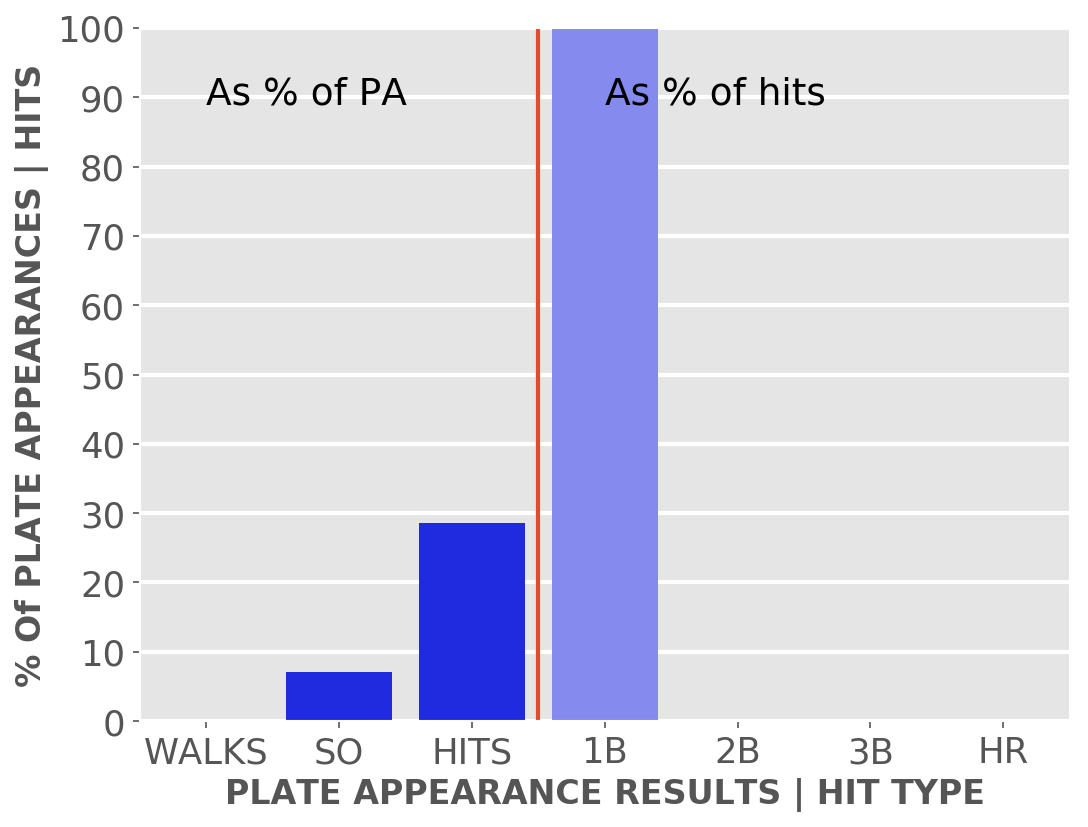 % Of PLATE APPEARANCES | HITS
100
90
80
70
60
50
40
30
20
10
0
As % of PA
As % of hits
WALKS SO HITS 1B 2B 3B HR
PLATE APPEARANCE RESULTS | HIT TYPE